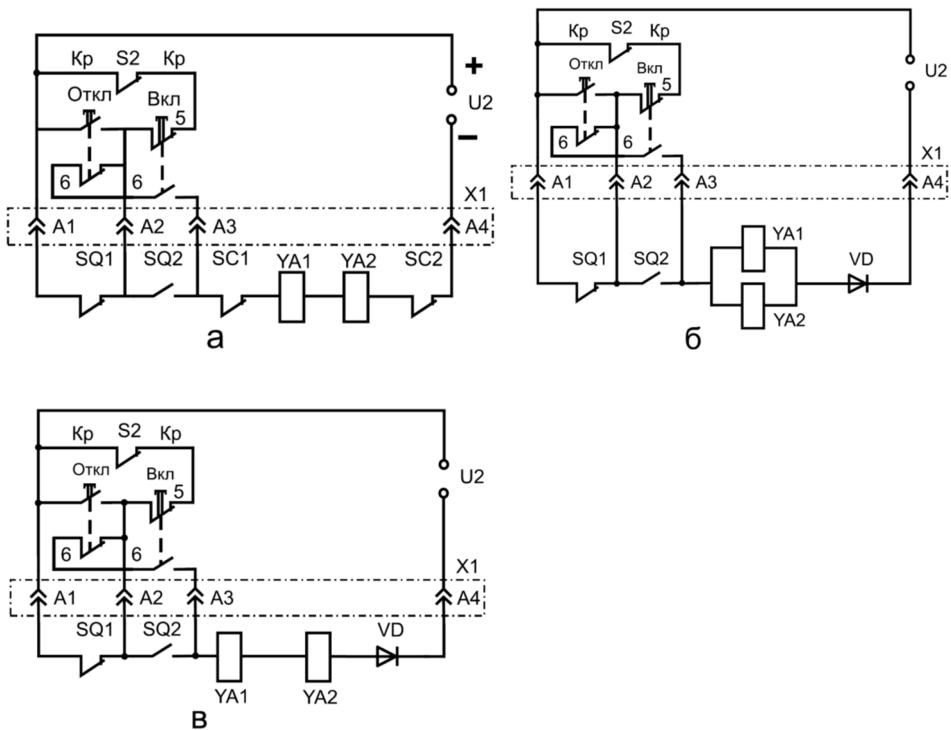 Кр S2 Кр
Откл Вкл
5
+
U2
−
6 6
X1
A1 A2 A3 A4
SQ1 SQ2 SC1 YA1 YA2 SC2
а
Кр S2 Кр
Откл Вкл
5
U2
6 6
X1
A1 A2 A3 A4
SQ1 SQ2 YA1 VD
YA2
б
Кр S2 Кр
Откл Вкл
5
U2
6 6
X1
A1 A2 A3 A4
SQ1 SQ2 VD
YA1 YA2
в